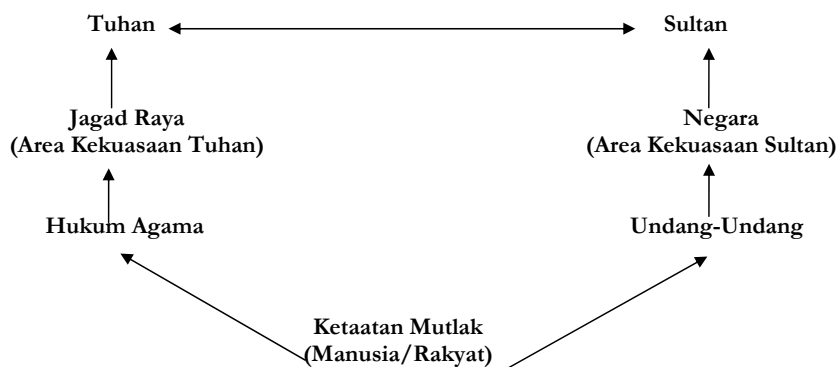 Tuhan Sultan
Jagad Raya Negara
(Area Kekuasaan Tuhan) (Area Kekuasaan Sultan)
Hukum Agama Undang-Undang
Ketaatan Mutlak
(Manusia/Rakyat)